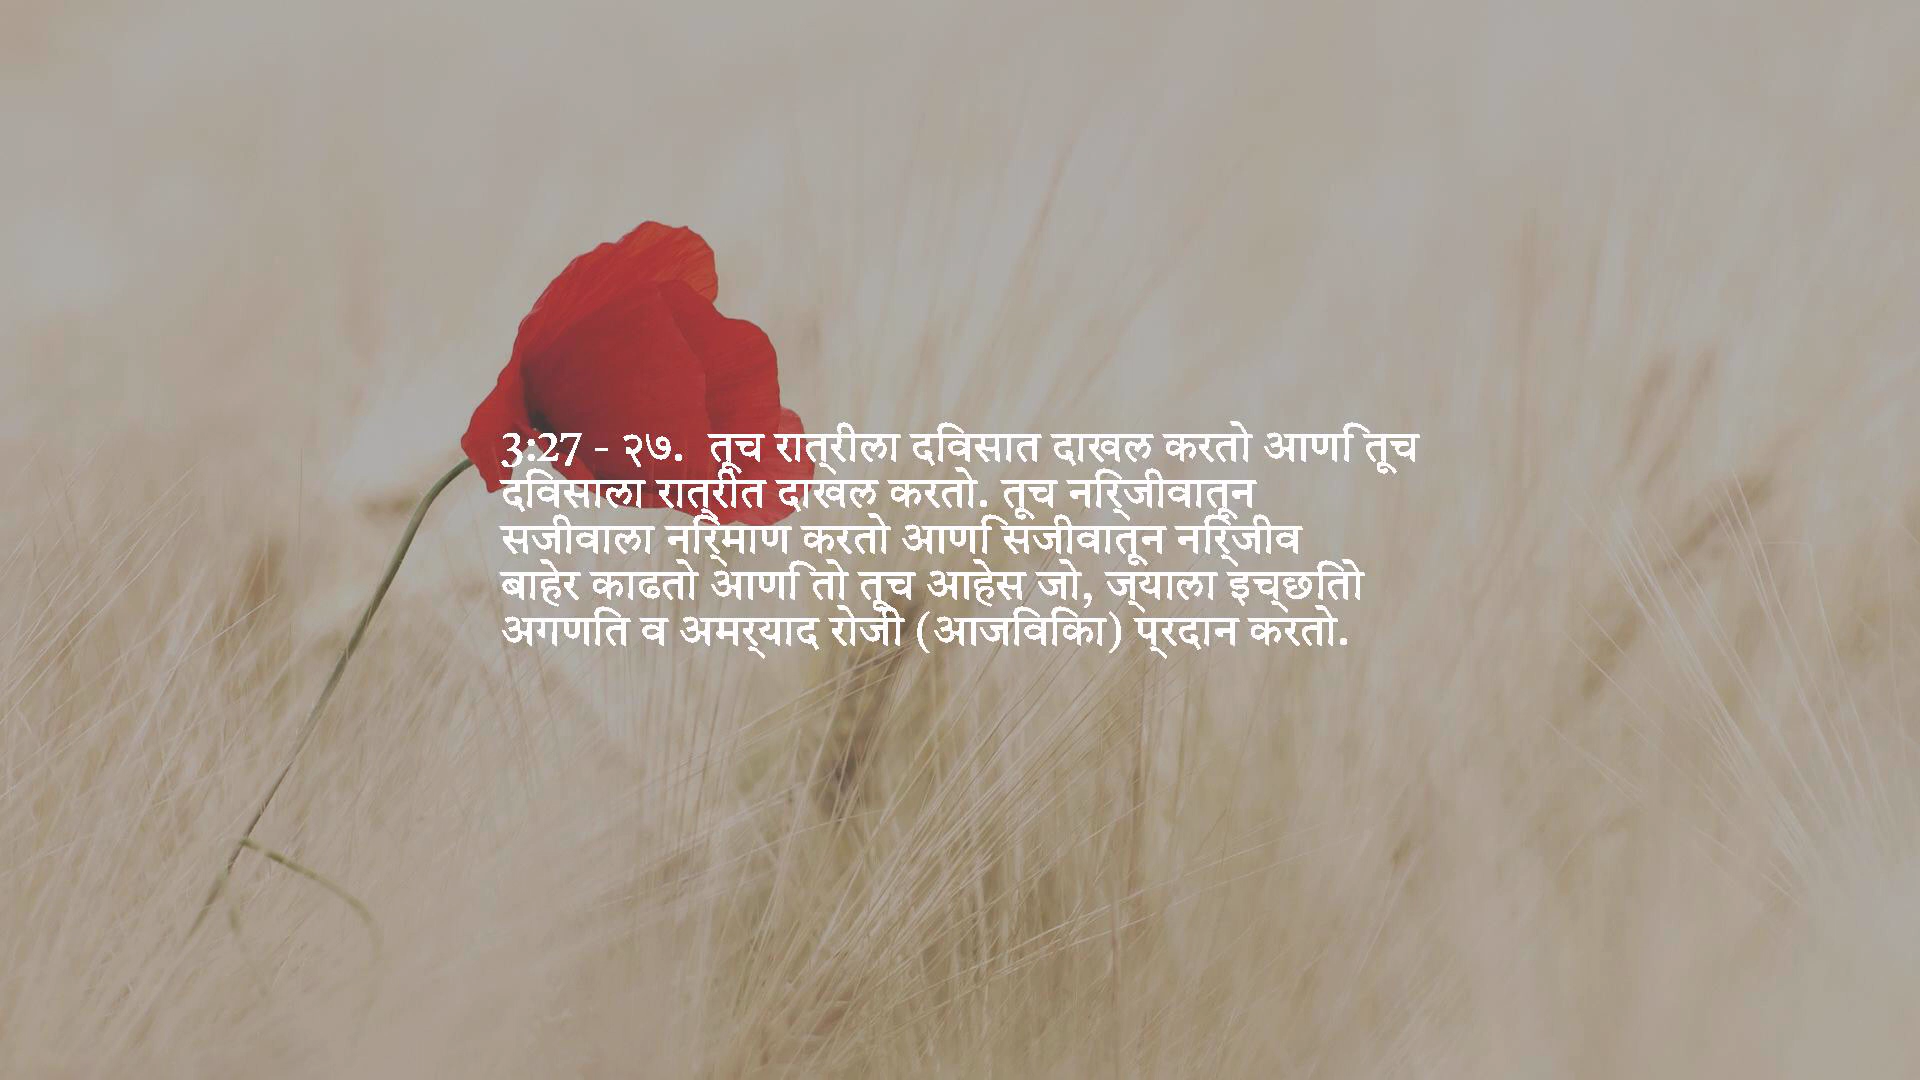 3:27 - २७. तूच रात्रीला दिवसात दाखल करतो आणि तूच
दिवसाला रात्रीत दाखल करतो. तूच निर्जीवातून
सजीवाला निर्माण करतो आणि सजीवातून निर्जीव
बाहेर काढतो आणि तो तूच आहेस जो, ज्याला इच्छितो
अगणित व अमर्याद रोजी (आजिविका) प्रदान करतो.